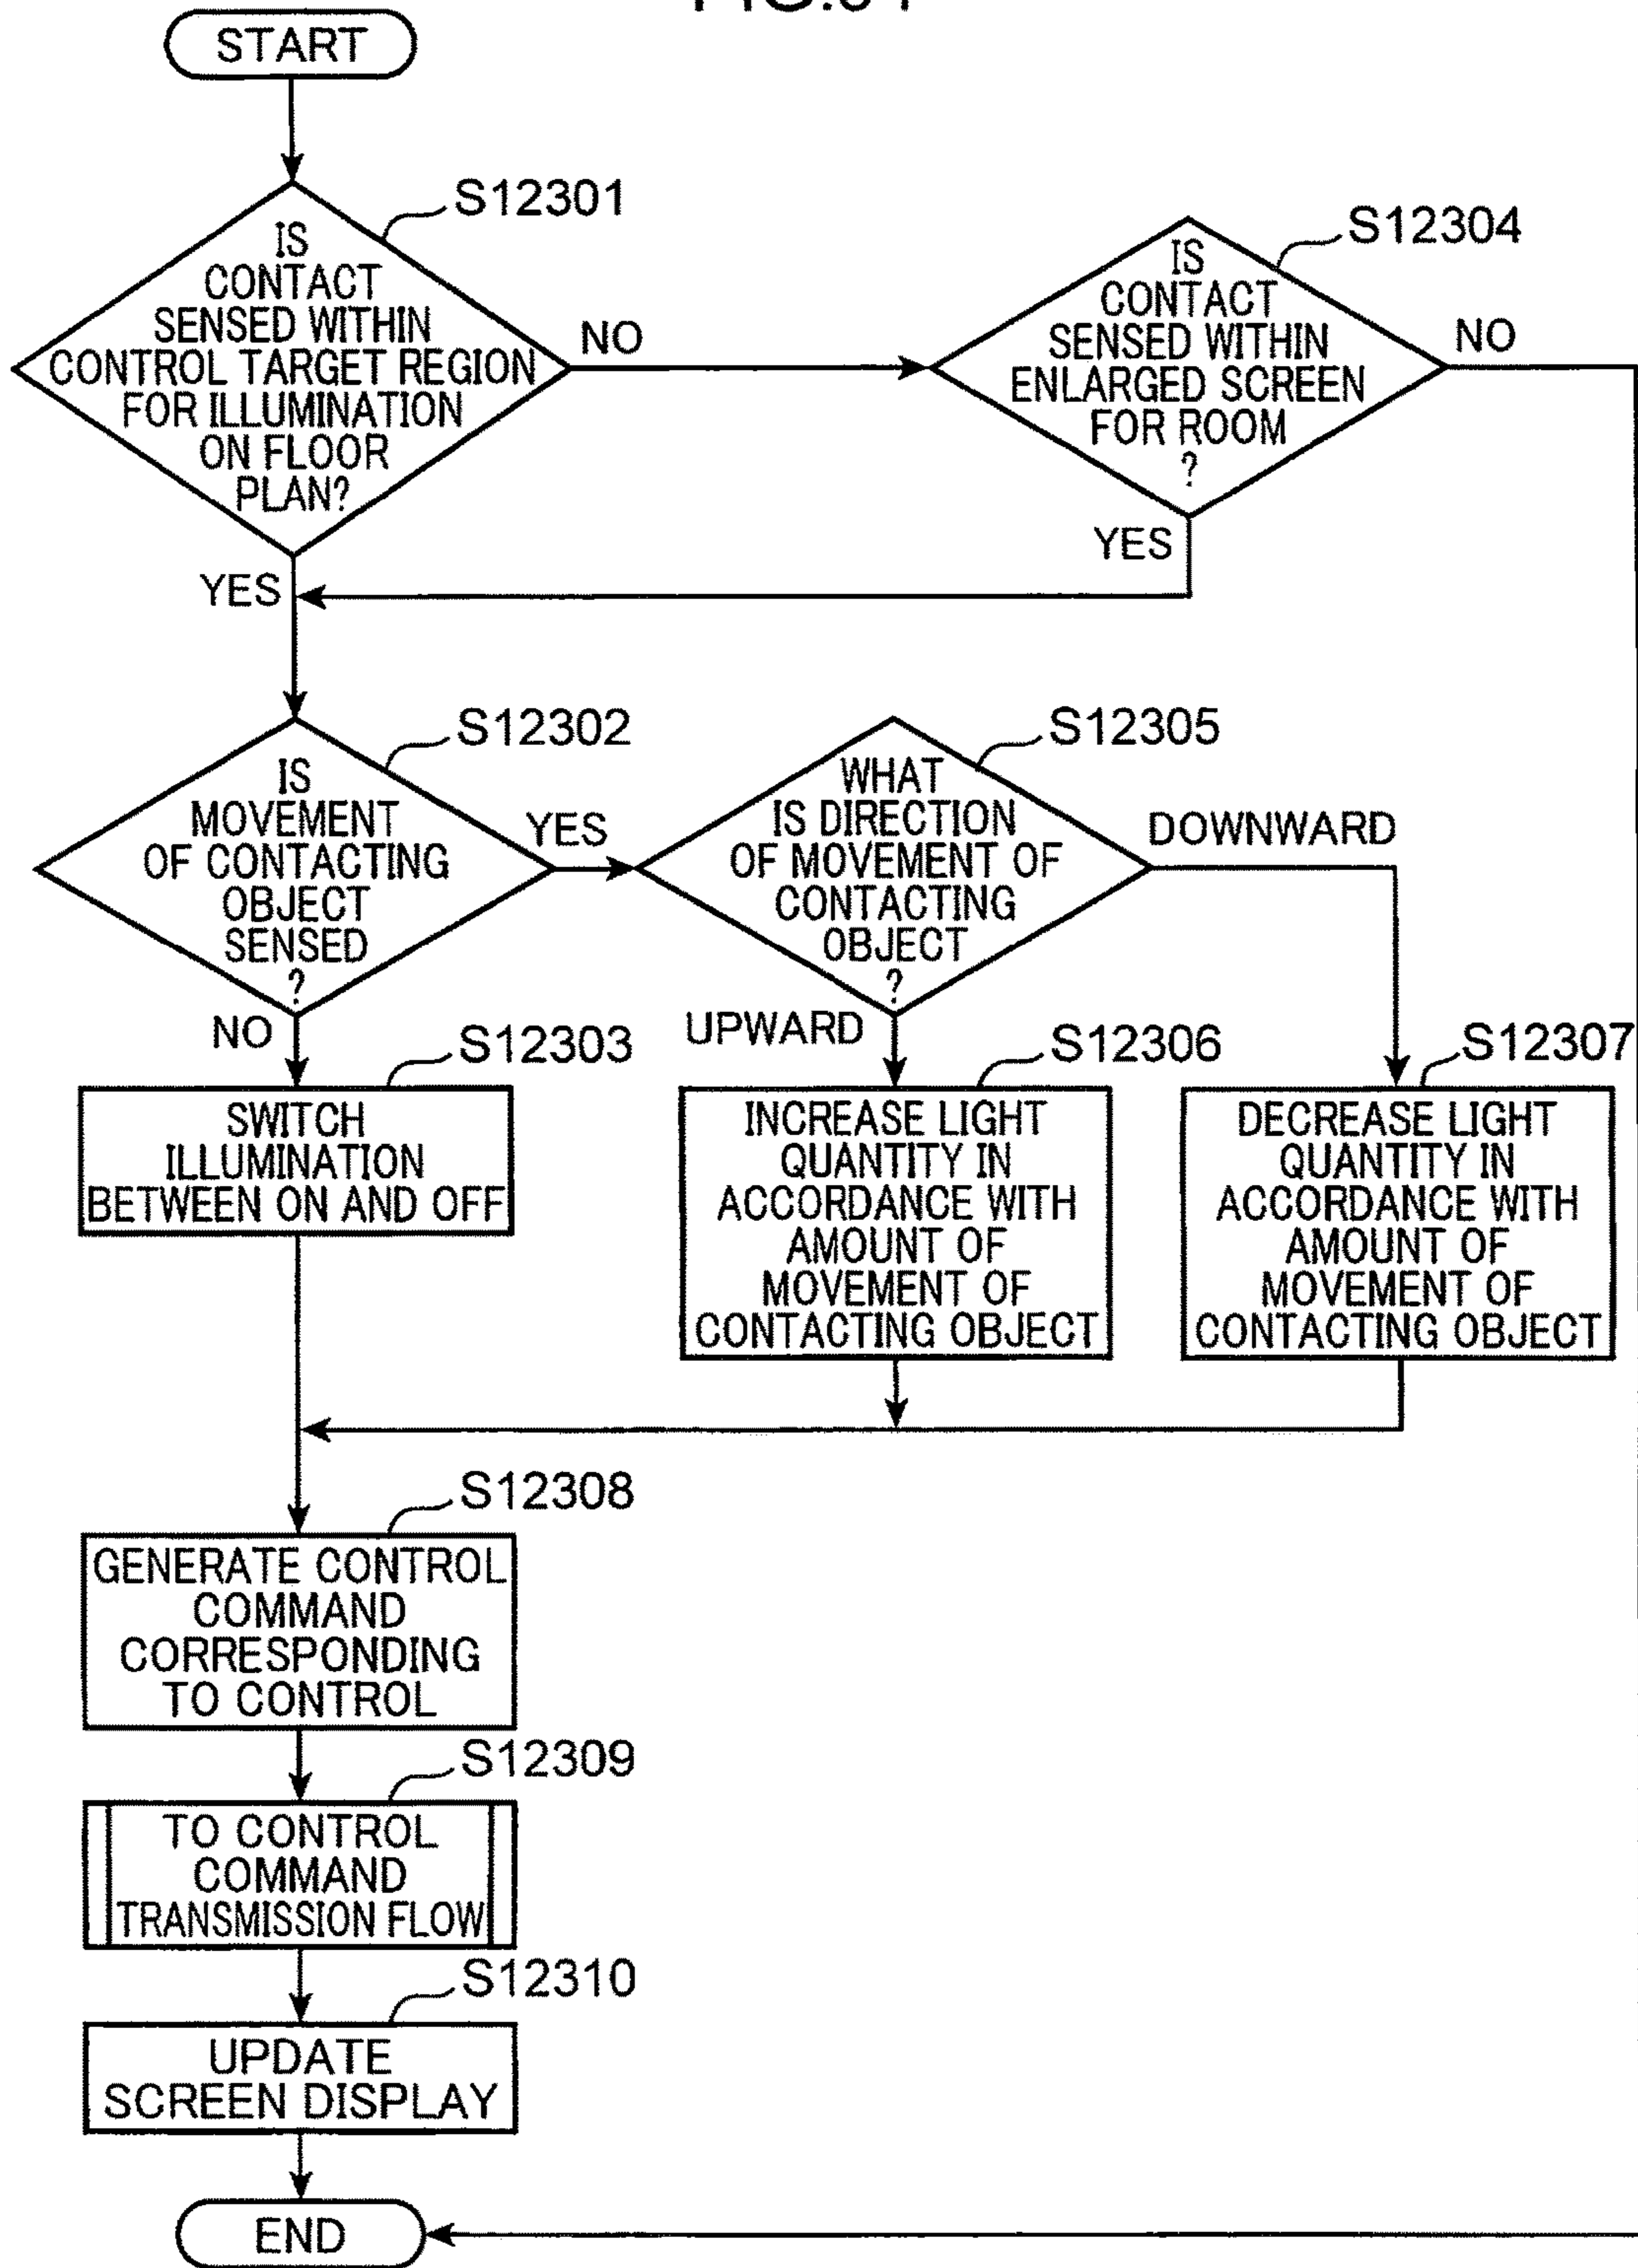 START
S12301
IS
CONTACT
SENSED WITHIN
CONTROL TARGET REGION
FOR ILLUMINATION
ON FLOOR
PLAN?
NO
YES
S12304
IS
CONTACT
SENSED WITHIN
ENLARGED SCREEN
FOR ROOM
?
NO
YES
S12302
IS
MOVEMENT
OF CONTACTING
OBJECT
SENSED
?
YES
NO
S12305
WHAT
IS DIRECTION
OF MOVEMENT OF
CONTACTING
OBJECT
?
DOWNWARD
UPWARD
S12303
SWITCH
ILLUMINATION
BETWEEN ON AND OFF
S12306
INCREASE LIGHT
QUANTITY IN
ACCORDANCE WITH
AMOUNT OF
MOVEMENT OF
CONTACTING OBJECT
S12307
DECREASE LIGHT
QUANTITY IN
ACCORDANCE WITH
AMOUNT OF
MOVEMENT OF
CONTACTING OBJECT
S12308
GENERATE CONTROL
COMMAND
CORRESPONDING
TO CONTROL
S12309
TO CONTROL
COMMAND
TRANSMISSION FLOW
S12310
UPDATE
SCREEN DISPLAY
END